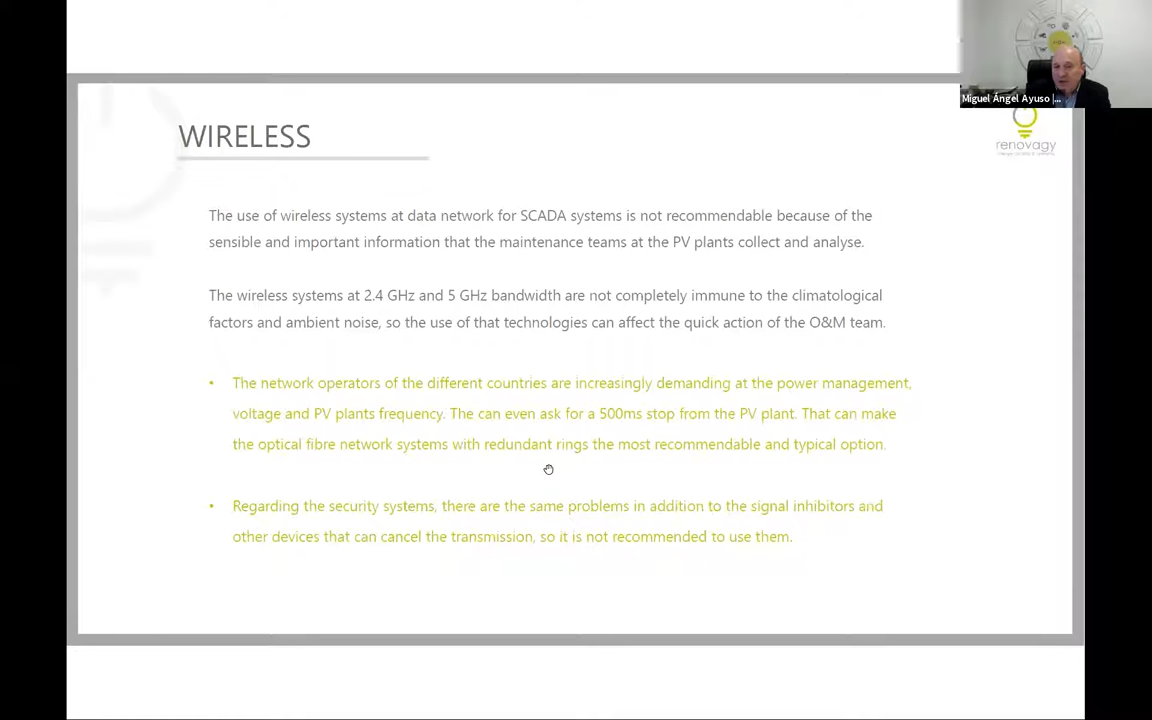 Miguel Ángel Ayuso |...
WIRELESS
renovagy
The use of wireless systems at data network for SCADA systems is not recommendable because of the
sensible and important information that the maintenance teams at the PV plants collect and analyse.
The wireless systems at 2.4 GHz and 5 GHz bandwidth are not completely immune to the climatological
factors and ambient noise, so the use of that technologies can affect the quick action of the O&M team.
• The network operators of the different countries are increasingly demanding at the power management,
voltage and PV plants frequency. The can even ask for a 500ms stop from the PV plant. That can make
the optical fibre network systems with redundant rings the most recommendable and typical option.
• Regarding the security systems, there are the same problems in addition to the signal inhibitors and
other devices that can cancel the transmission, so it is not recommended to use them.